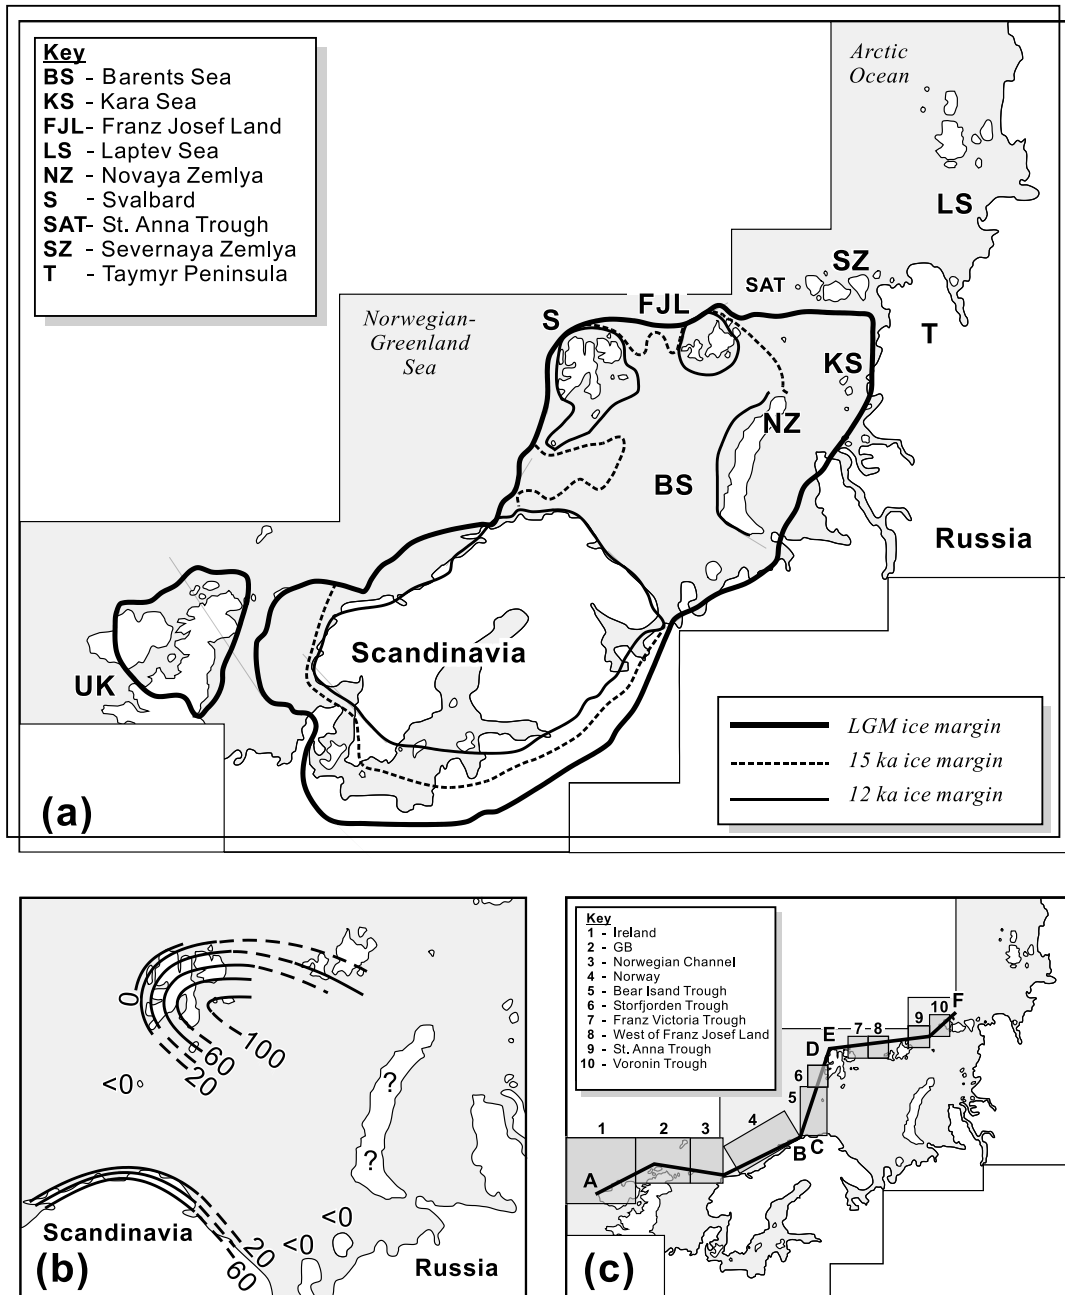 Key
BS - Barents Sea
KS - Kara Sea
FJL- Franz Josef Land
LS - Laptev Sea
NZ - Novaya Zemlya
S - Svalbard
SAT- St. Anna Trough
SZ - Severnaya Zemlya
T - Taymyr Peninsula
Arctic
Ocean
LS
SZ
SAT
FJL
S
T
Norwegian-
Greenland
Sea
KS
NZ
BS
Russia
Scandinavia
UK
LGM ice margin
15 ka ice margin
12 ka ice margin
(a)
0
100
60
20
<0
?
?
<0
<0
Scandinavia
20
60
Russia
(b)
Key
1 - Ireland
2 - GB
3 - Norwegian Channel
4 - Norway
5 - Bear Isand Trough
6 - Storfjorden Trough
7 - Franz Victoria Trough
8 - West of Franz Josef Land
9 - St. Anna Trough
10 - Voronin Trough
F
10
9
E
7
8
D
6
5
4
1
2
3
B
C
A
(c)